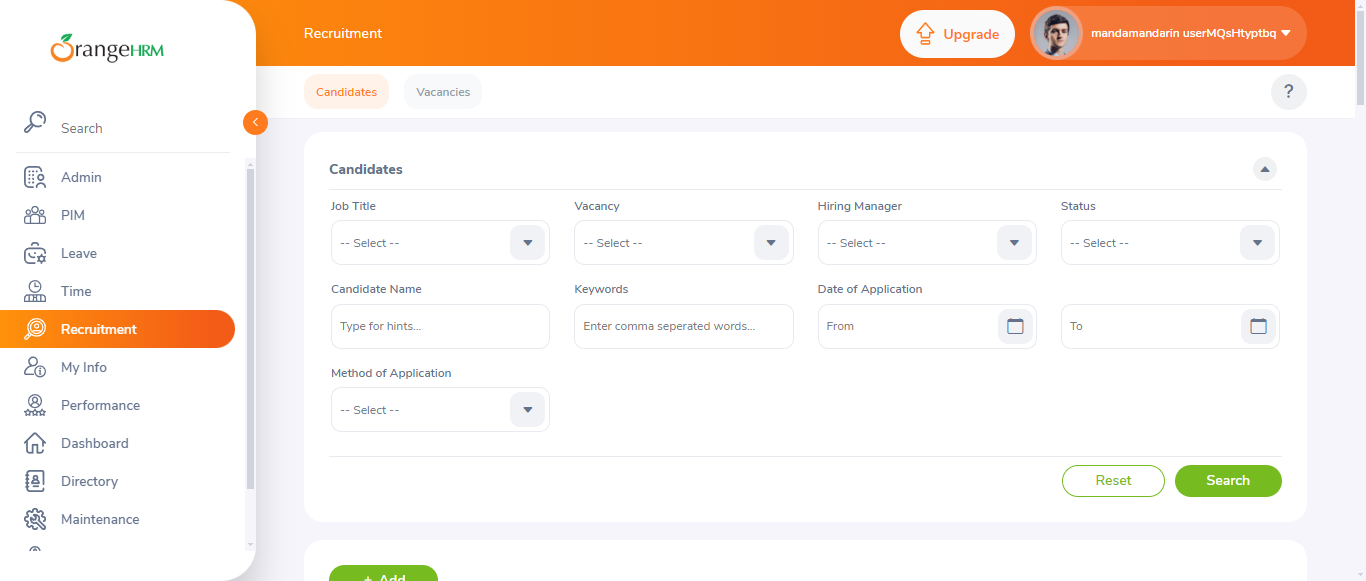 OrangeHRM
Search
Admin
PIM
Leave
Time
Recruitment
My Info
Performance
Dashboard
Directory
Maintenance
Recruitment
Upgrade
mandamandarin userMQsHtyptbq
Candidates
Vacancies
?
Candidates
Job Title
Vacancy
Hiring Manager
Status
-- Select --
-- Select --
-- Select --
-- Select --
Candidate Name
Keywords
Date of Application
Type for hints...
Enter comma seperated words...
From
To
Method of Application
-- Select --
Reset
Search
+ Add